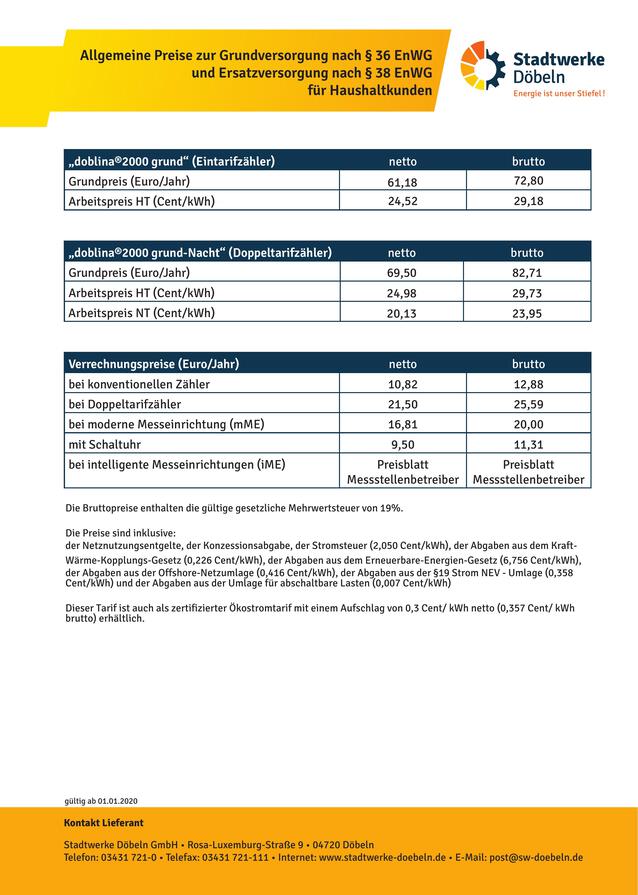 Allgemeine Preise zur Grundversorgung nach § 36 EnWG
und Ersatzversorgung nach § 38 EnWG
für Haushaltkunden
Stadtwerke
Döbeln
Energie ist unser Stiefel!
„doblina®2000 grund“ (Eintarifzähler) netto brutto
Grundpreis (Euro/Jahr) 61,18 72,80
Arbeitspreis HT (Cent/kWh) 24,52 29,18
„doblina®2000 grund-Nacht“ (Doppeltarifzähler) netto brutto
Grundpreis (Euro/Jahr) 69,50 82,71
Arbeitspreis HT (Cent/kWh) 24,98 29,73
Arbeitspreis NT (Cent/kWh) 20,13 23,95
Verrechnungspreise (Euro/Jahr) netto brutto
bei konventionellen Zähler 10,82 12,88
bei Doppeltarifzähler 21,50 25,59
bei moderne Messeinrichtung (mME) 16,81 20,00
mit Schaltuhr 9,50 11,31
bei intelligente Messeinrichtungen (iME) Preisblatt Preisblatt
Messstellenbetreiber Messstellenbetreiber
Die Bruttopreise enthalten die gültige gesetzliche Mehrwertsteuer von 19%.
Die Preise sind inklusive:
der Netznutzungsentgelte, der Konzessionsabgabe, der Stromsteuer (2,050 Cent/kWh), der Abgaben aus dem Kraft-
Wärme-Kopplungs-Gesetz (0,226 Cent/kWh), der Abgaben aus dem Erneuerbare-Energien-Gesetz (6,756 Cent/kWh),
der Abgaben aus der Offshore-Netzumlage (0,416 Cent/kWh), der Abgaben aus der §19 Strom NEV - Umlage (0,358
Cent/kWh) und der Abgaben aus der Umlage für abschaltbare Lasten (0,007 Cent/kWh)
Dieser Tarif ist auch als zertifizierter Ökostromtarif mit einem Aufschlag von 0,3 Cent/ kWh netto (0,357 Cent/ kWh
brutto) erhältlich.
gültig ab 01.01.2020
Kontakt Lieferant
Stadtwerke Döbeln GmbH • Rosa-Luxemburg-Straße 9 • 04720 Döbeln
Telefon: 03431 721-0 • Telefax: 03431 721-111 • Internet: www.stadtwerke-doebeln.de • E-Mail: post@sw-doebeln.de